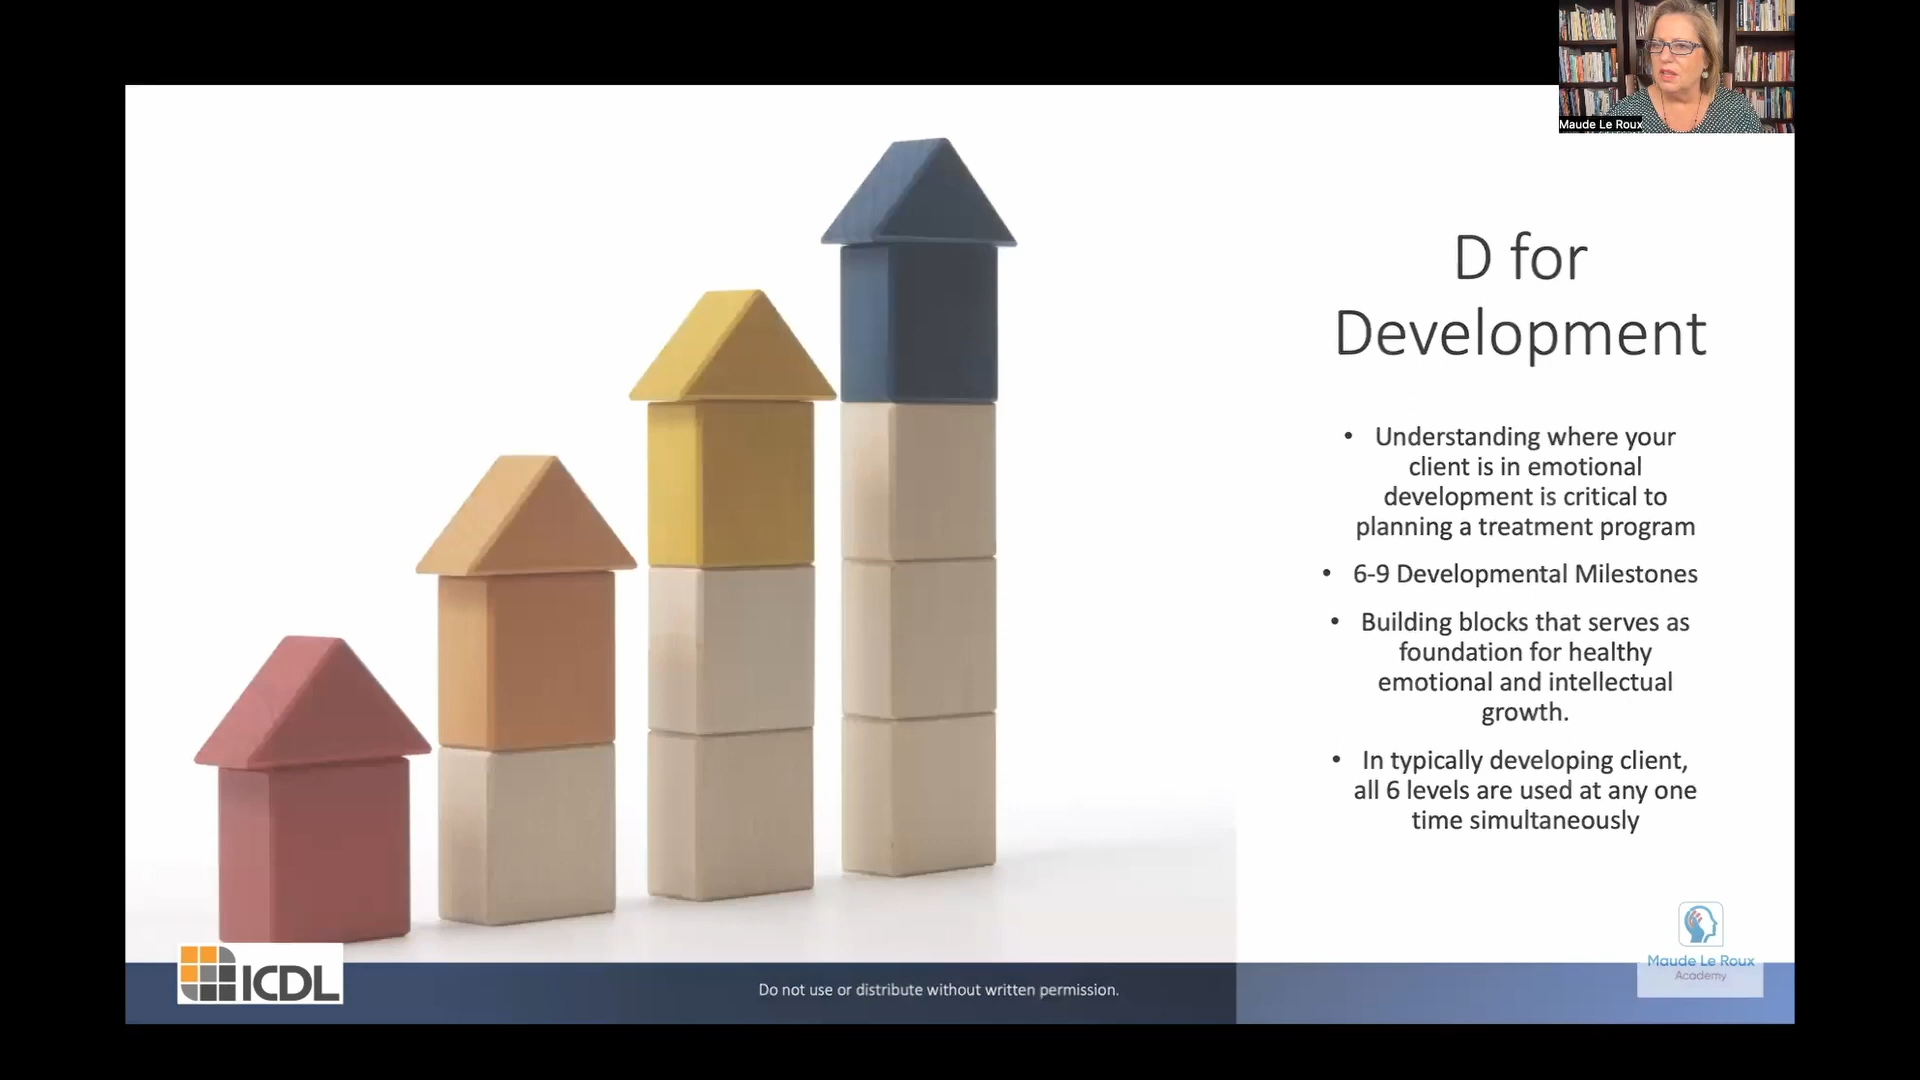 Maude Le Roux
D for
Development
• Understanding where your
client is in emotional
development is critical to
planning a treatment program
• 6-9 Developmental Milestones
• Building blocks that serves as
foundation for healthy
emotional and intellectual
growth.
• In typically developing client,
all 6 levels are used at any one
time simultaneously
ICDL
Do not use or distribute without written permission.
Maude Le Roux
Academy